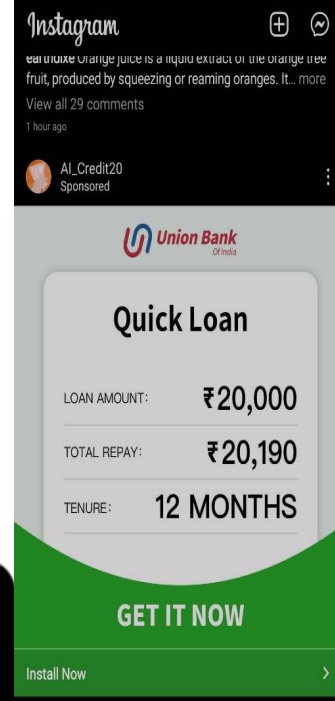 Instagram
earthdixe Orange juice is a liquid extract of the orange tree
fruit, produced by squeezing or reaming oranges. It... more
View all 29 comments
1 hour ago
AI_Credit20
Sponsored
Union Bank
Of India
Quick Loan
LOAN AMOUNT: ₹20,000
TOTAL REPAY: ₹20,190
TENURE: 12 MONTHS
GET IT NOW
Install Now